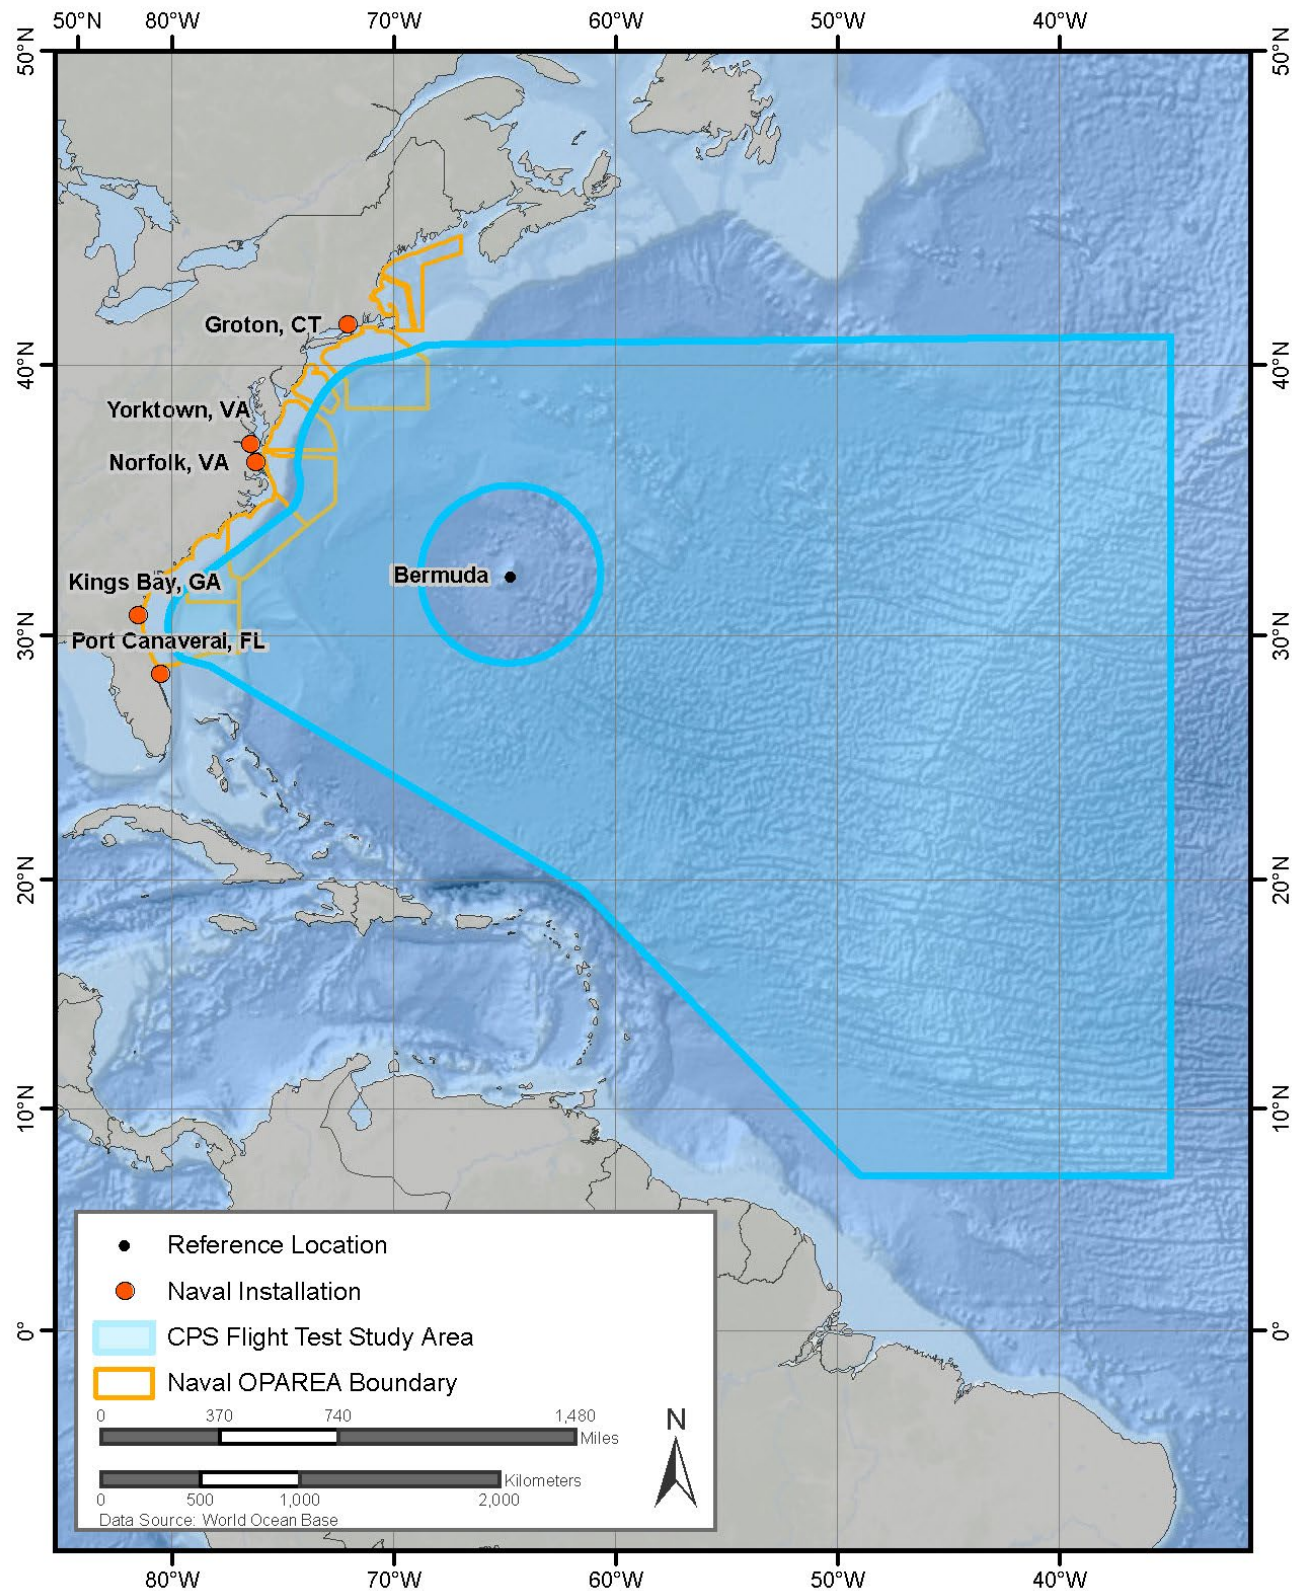 50°N 80°W 70°W 60°W 50°W 40°W
50°N 50°N
Groton, CT
40°N 40°N
Yorktown, VA
Norfolk, VA
Bermuda
Kings Bay, GA
30°N 30°N
Port Canaveral, FL
20°N 20°N
10°N 10°N
0° 0°
Reference Location
Naval Installation
CPS Flight Test Study Area
Naval OPAREA Boundary
0 370 740 1,480
Miles
N
Kilometers
0 500 1,000 2,000
Data Source: World Ocean Base
80°W 70°W 60°W 50°W 40°W